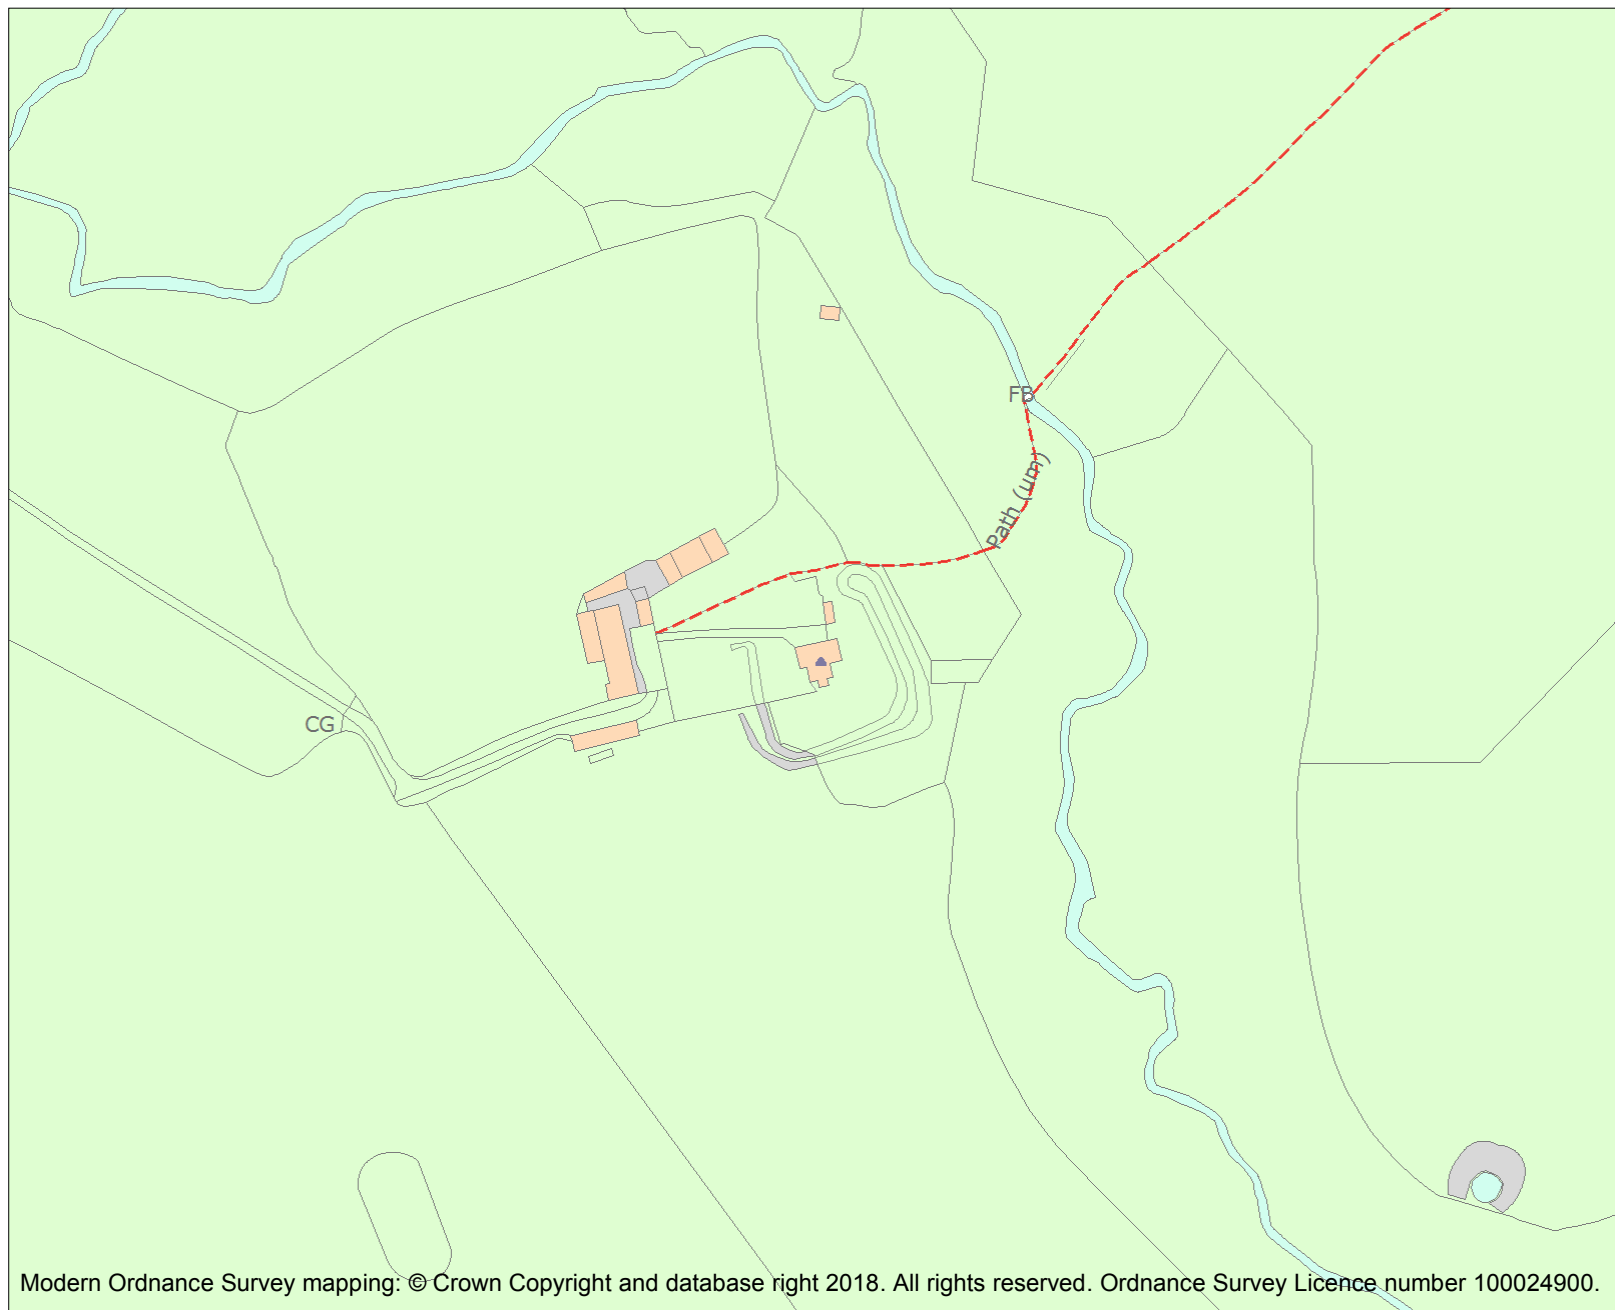 FB
Path (um)
CG
Modern Ordnance Survey mapping: © Crown Copyright and database right 2018. All rights reserved. Ordnance Survey Licence number 100024900.